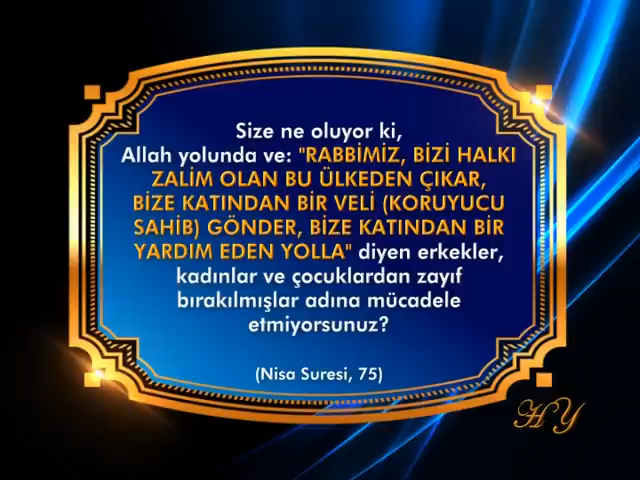 Size ne oluyor ki,
Allah yolunda ve: "RABBİMİZ, BİZİ HALKI
ZALİM OLAN BU ÜLKEDEN ÇIKAR,
BİZE KATINDAN BİR VELİ (KORUYUCU
SAHİB) GÖNDER, BİZE KATINDAN BİR
YARDIM EDEN YOLLA" diyen erkekler,
kadınlar ve çocuklardan zayıf
bırakılmışlar adına mücadele
etmiyorsunuz?
(Nisa Suresi, 75)
HY